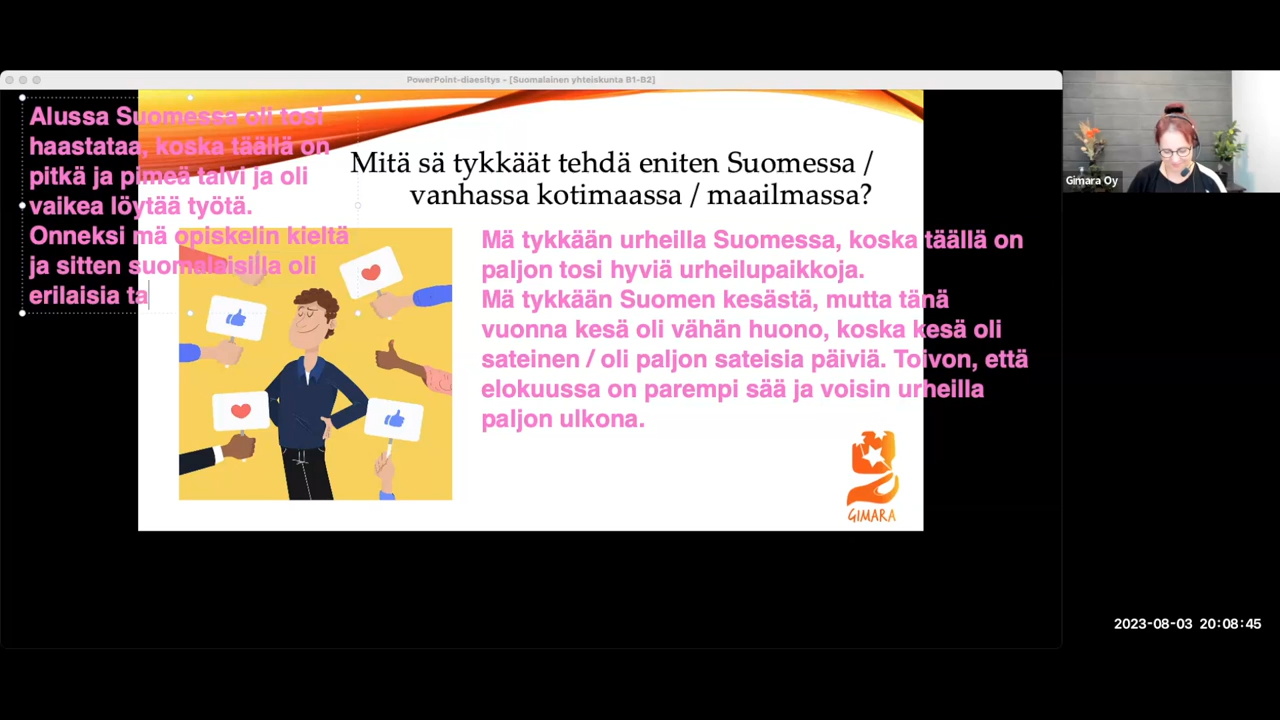 PowerPoint-diaesitys - [Suomalainen yhteiskunta B1-B2]
Alussa Suomessa oli tosi
haastataa, koska täällä on
pitkä ja pimeä talvi ja oli
vaikea löytää työtä.
Onneksi mä opiskelin kieltä
ja sitten suomalaisilla oli
erilaisia ta
Mitä sä tykkäät tehdä eniten Suomessa /
vanhassa kotimaassa / maailmassa?
Mä tykkään urheilla Suomessa, koska täällä on
paljon tosi hyviä urheilupaikkoja.
Mä tykkään Suomen kesästä, mutta tänä
vuonna kesä oli vähän huono, koska kesä oli
sateinen / oli paljon sateisia päiviä. Toivon, että
elokuussa on parempi sää ja voisin urheilla
paljon ulkona.
GIMARA
Gimara Oy
2023-08-03 20:08:45